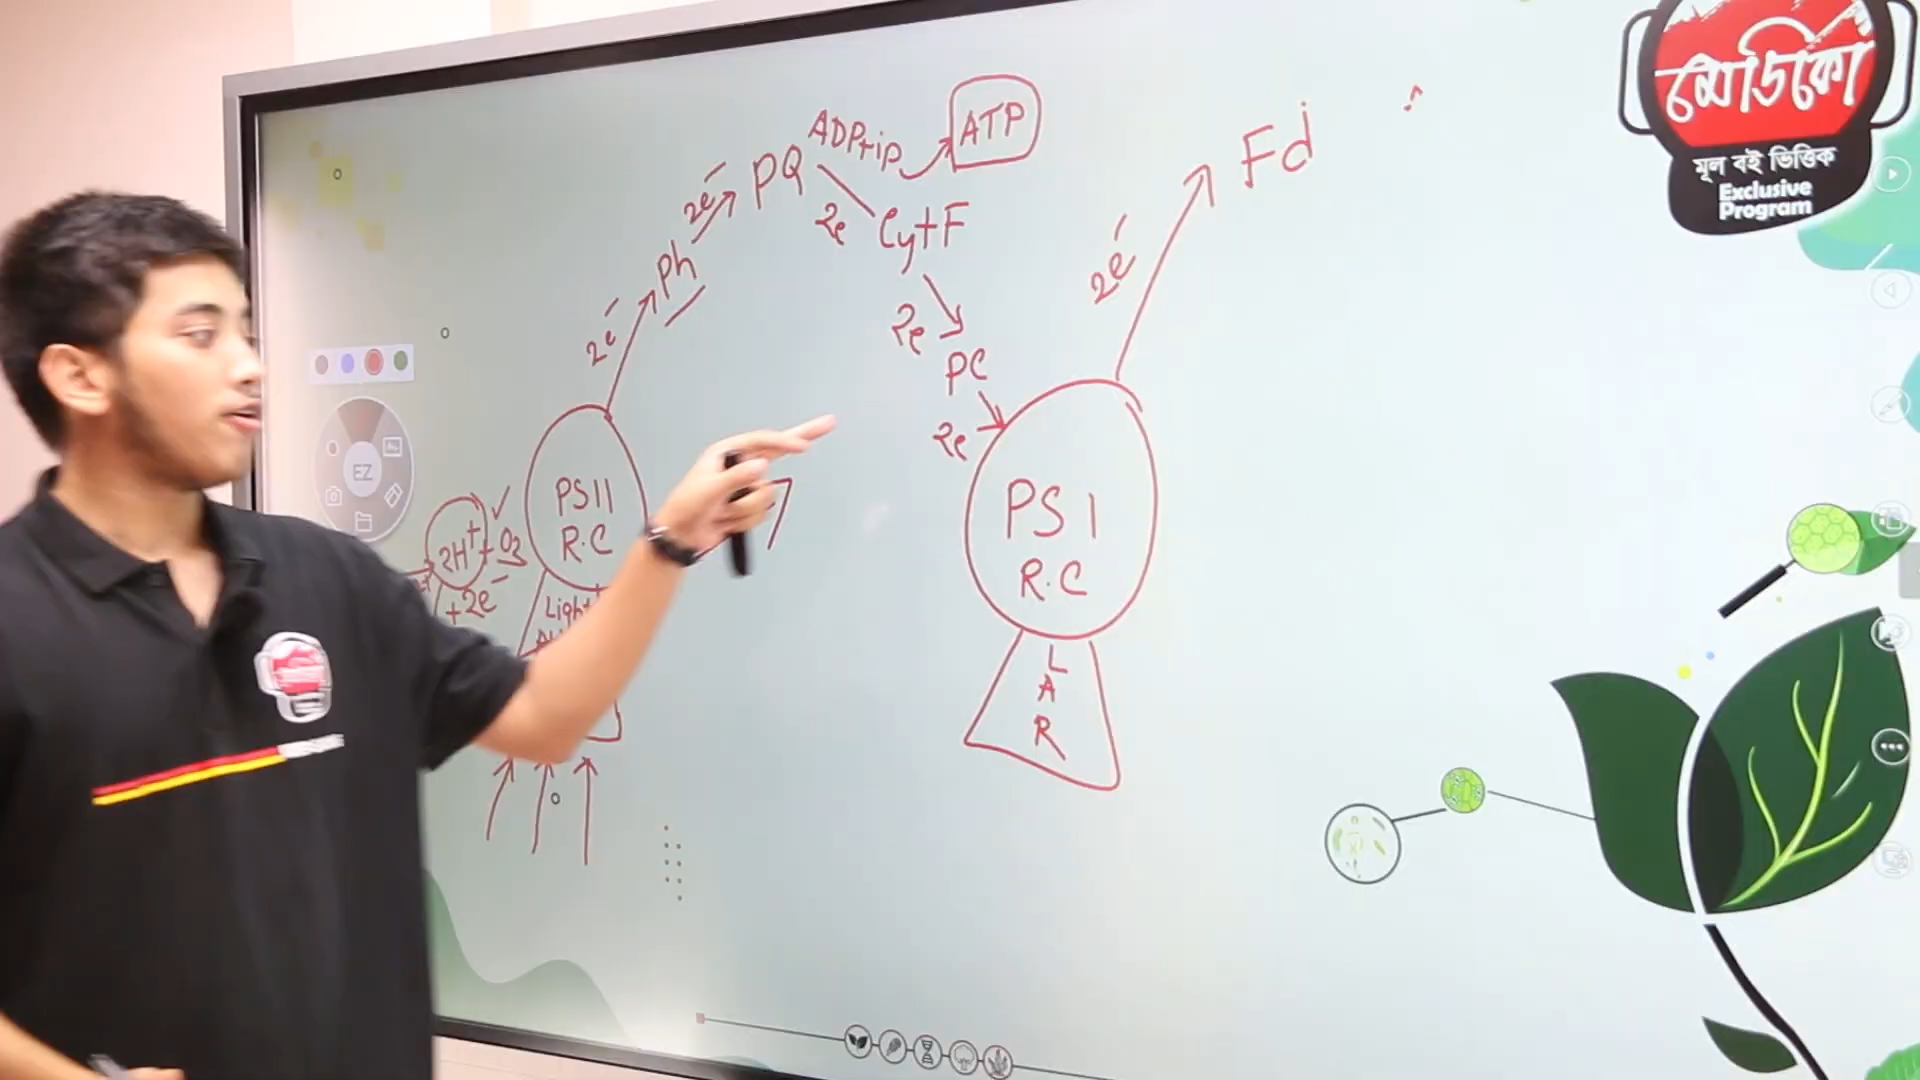 মেডিকো
মূল বই ভিত্তিক
Exclusive
Program
ADP+ip
ATP
PQ
2e⁻
2e
Cyt F
Ph
2e⁻
2e
PC
2e
2e⁻
Fd
EZ
PS II
R.C
2H⁺ + O₂
+ 2e⁻
Light
PS I
R.C
L
A
R